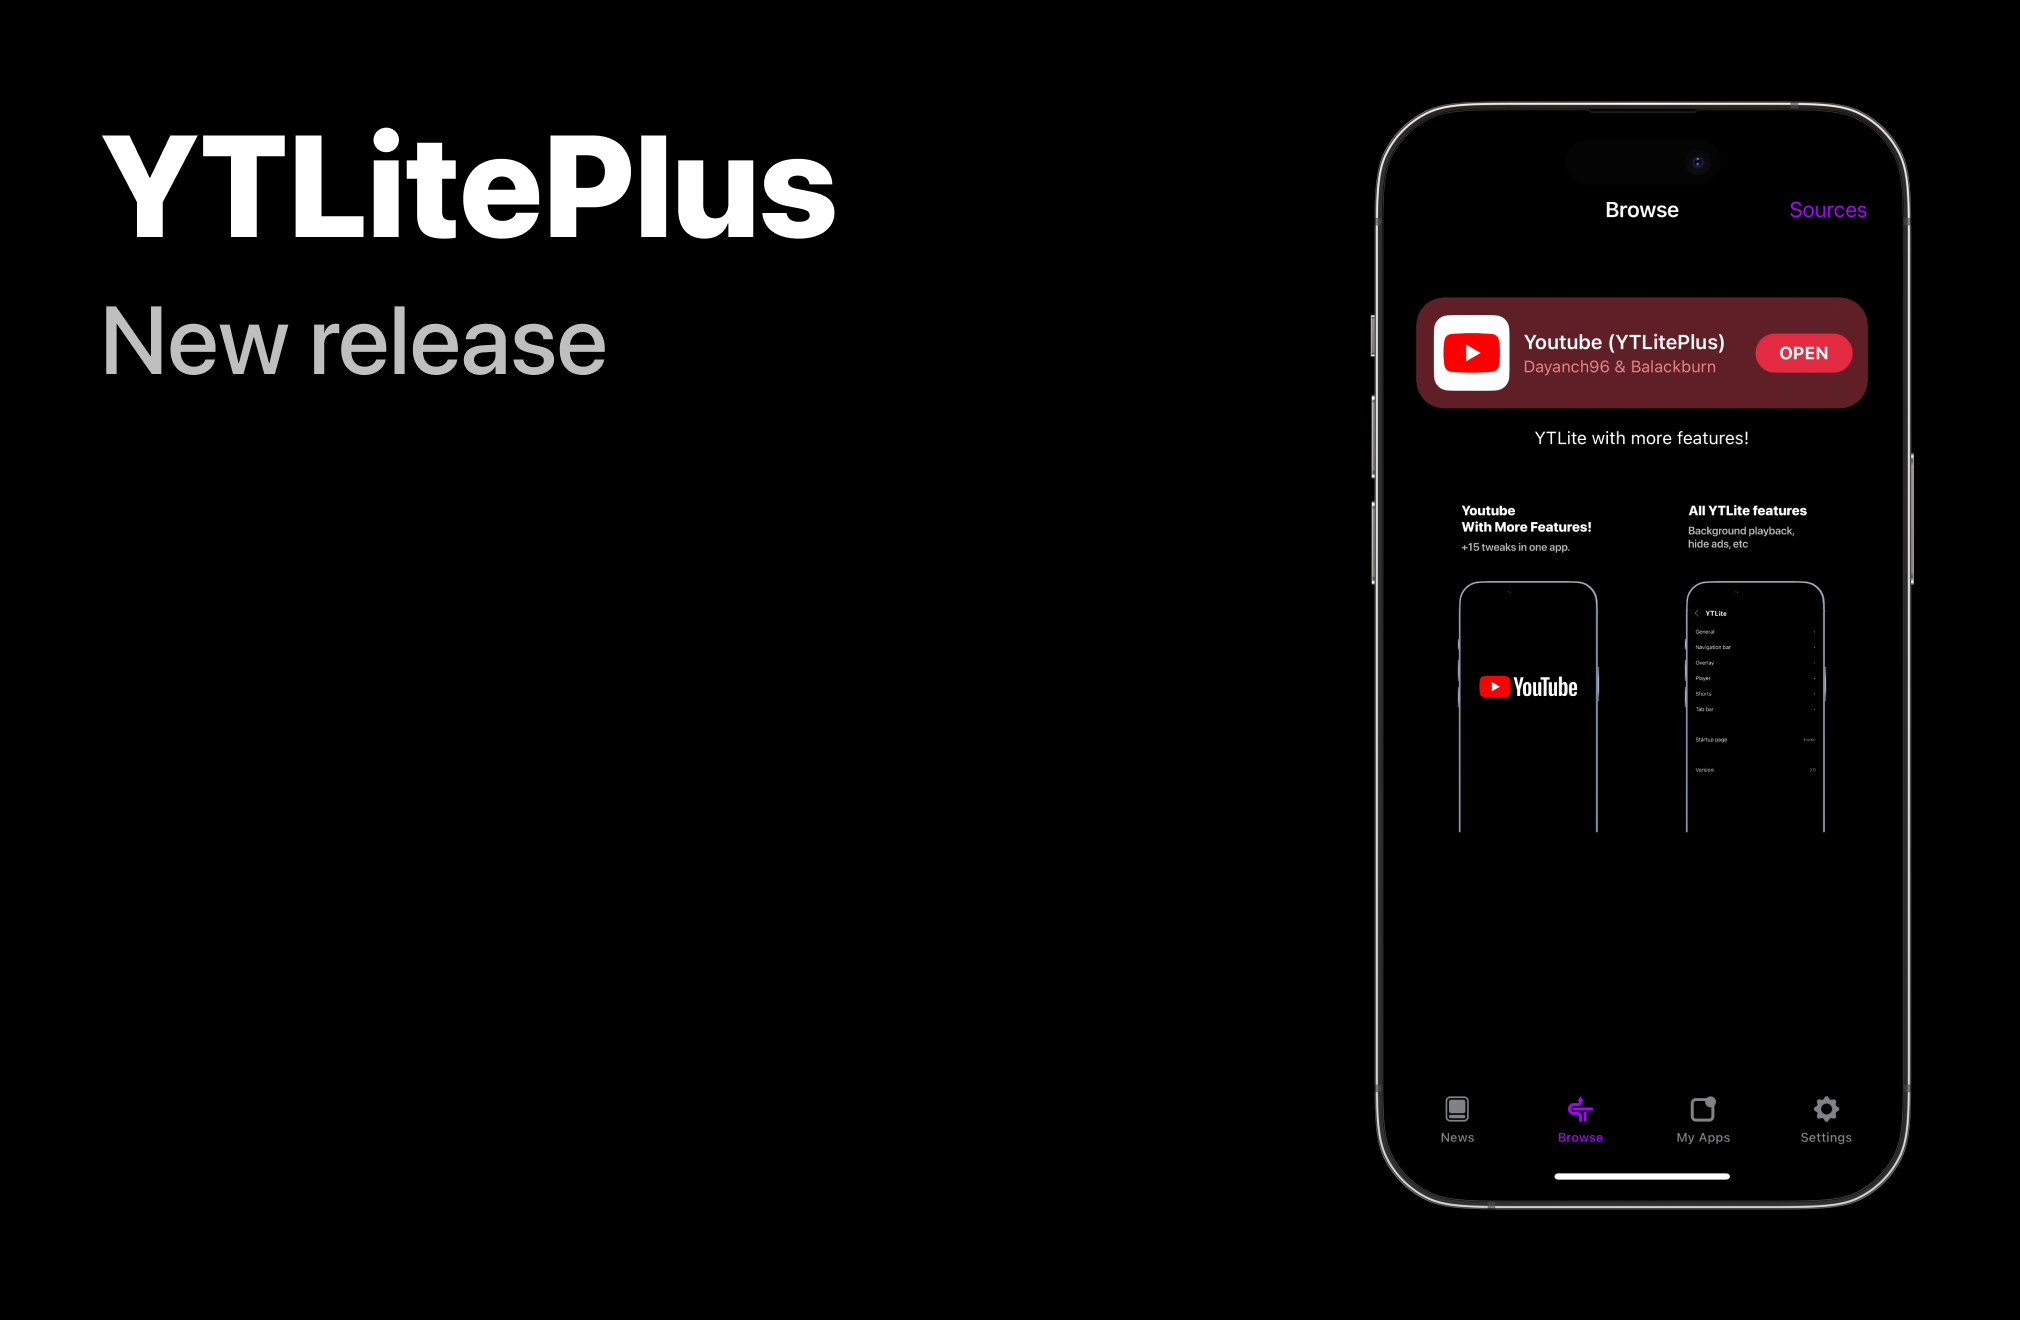 YTLitePlus
New release
Browse
Sources
Youtube (YTLitePlus)
Dayanch96 & Balackburn
OPEN
YTLite with more features!
Youtube
With More Features!
+15 tweaks in one app.
YouTube
All YTLite features
Background playback,
hide ads, etc
YTLite
General
Navigation bar
Overlay
Player
Shorts
Tab bar
Startup page
Version
News
Browse
My Apps
Settings